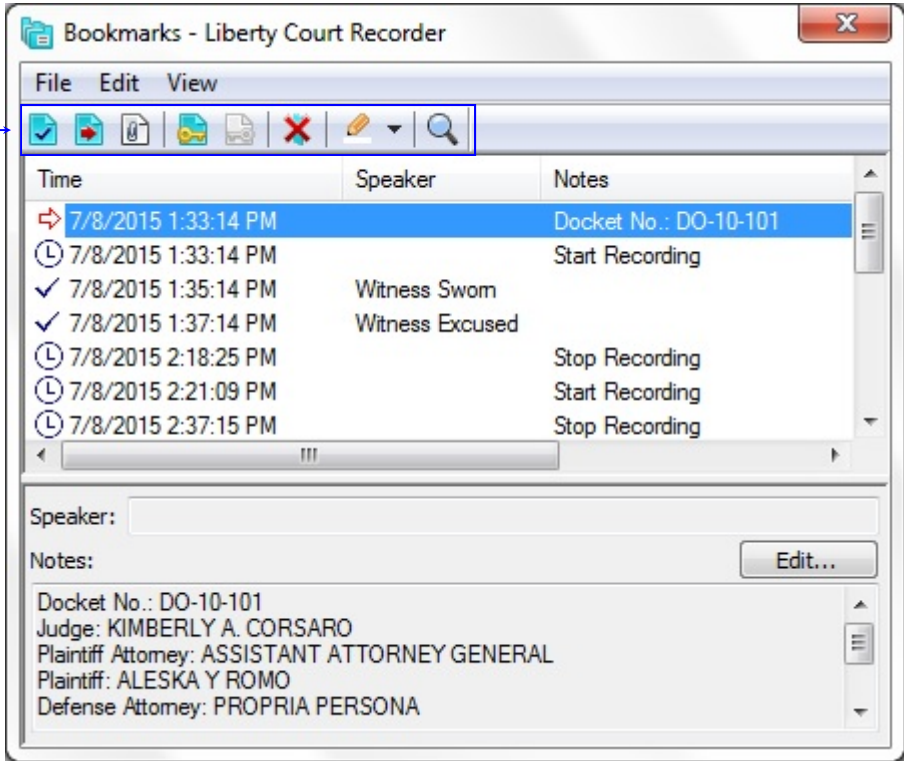 Bookmarks - Liberty Court Recorder
File Edit View
Time Speaker Notes
7/8/2015 1:33:14 PM Docket No.: DO-10-101
7/8/2015 1:33:14 PM Start Recording
7/8/2015 1:35:14 PM Witness Sworn
7/8/2015 1:37:14 PM Witness Excused
7/8/2015 2:18:25 PM Stop Recording
7/8/2015 2:21:09 PM Start Recording
7/8/2015 2:37:15 PM Stop Recording
Speaker:
Notes: Edit...
Docket No.: DO-10-101
Judge: KIMBERLY A. CORSARO
Plaintiff Attorney: ASSISTANT ATTORNEY GENERAL
Plaintiff: ALESKA Y ROMO
Defense Attorney: PROPRIA PERSONA